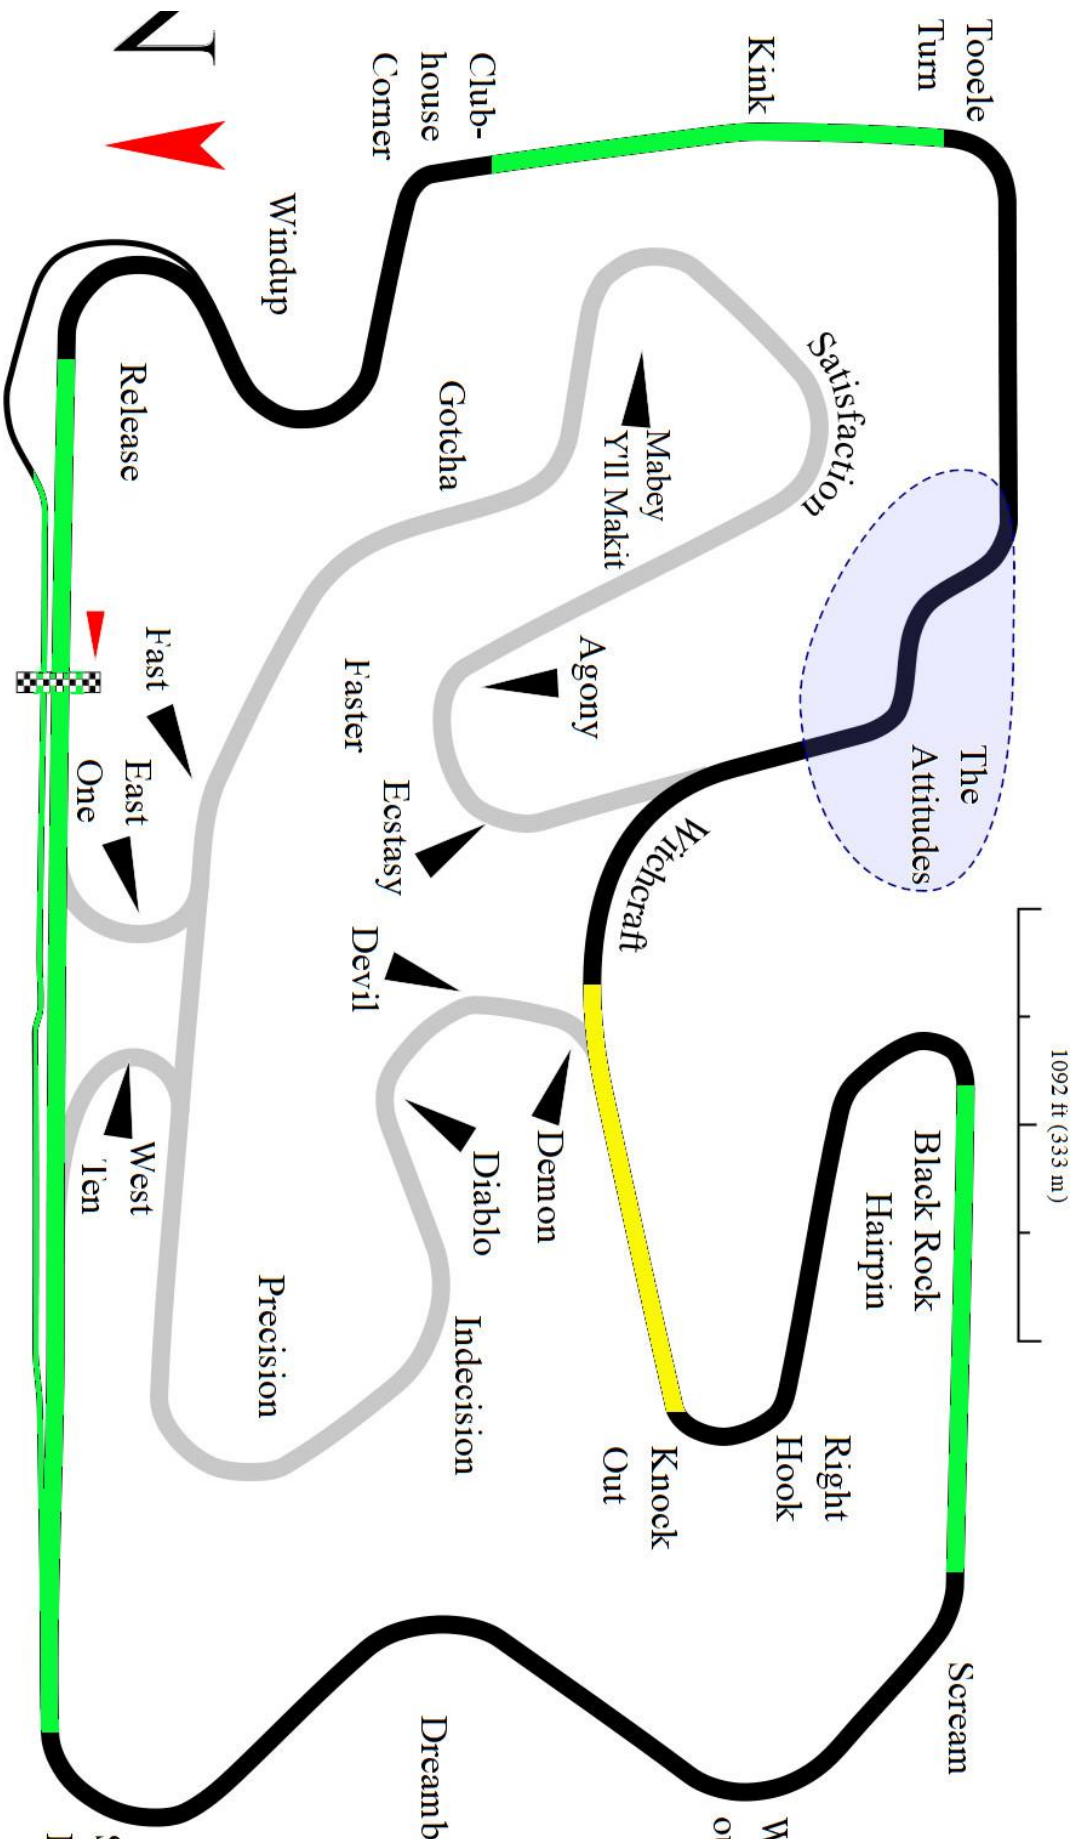 N
Tooele
Turn
Kink
Club-
house
Corner
Windup
Release
Satisfaction
Mabey
Y'll Makit
Gotcha
The
Attitudes
Agony
Faster
Fast
East
One
Ecstasy
Witchcraft
Devil
1092 ft (333 m)
Black Rock
Hairpin
Demon
Diablo
West
Ten
Precision
Indecision
Right
Hook
Knock
Out
Scream